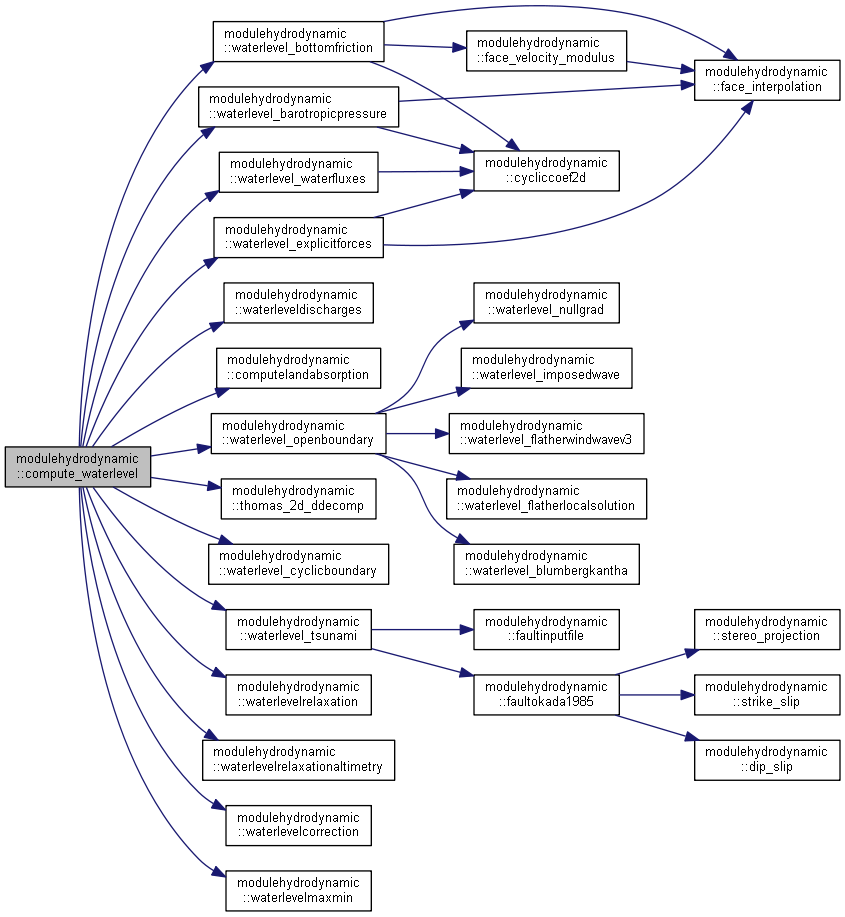 modulehydrodynamic
::compute_waterlevel
modulehydrodynamic
::waterlevel_bottomfriction
modulehydrodynamic
::face_velocity_modulus
modulehydrodynamic
::face_interpolation
modulehydrodynamic
::waterlevel_barotropicpressure
modulehydrodynamic
::cycliccoef2d
modulehydrodynamic
::waterlevel_waterfluxes
modulehydrodynamic
::waterlevel_explicitforces
modulehydrodynamic
::waterleveldischarges
modulehydrodynamic
::computelandabsorption
modulehydrodynamic
::waterlevel_openboundary
modulehydrodynamic
::waterlevel_nullgrad
modulehydrodynamic
::waterlevel_imposedwave
modulehydrodynamic
::waterlevel_flatherwindwavev3
modulehydrodynamic
::waterlevel_flatherlocalsolution
modulehydrodynamic
::waterlevel_blumbergkantha
modulehydrodynamic
::thomas_2d_ddecomp
modulehydrodynamic
::waterlevel_cyclicboundary
modulehydrodynamic
::waterlevel_tsunami
modulehydrodynamic
::faultinputfile
modulehydrodynamic
::faultokada1985
modulehydrodynamic
::stereo_projection
modulehydrodynamic
::strike_slip
modulehydrodynamic
::dip_slip
modulehydrodynamic
::waterlevelrelaxation
modulehydrodynamic
::waterlevelrelaxationaltimetry
modulehydrodynamic
::waterlevelcorrection
modulehydrodynamic
::waterlevelmaxmin